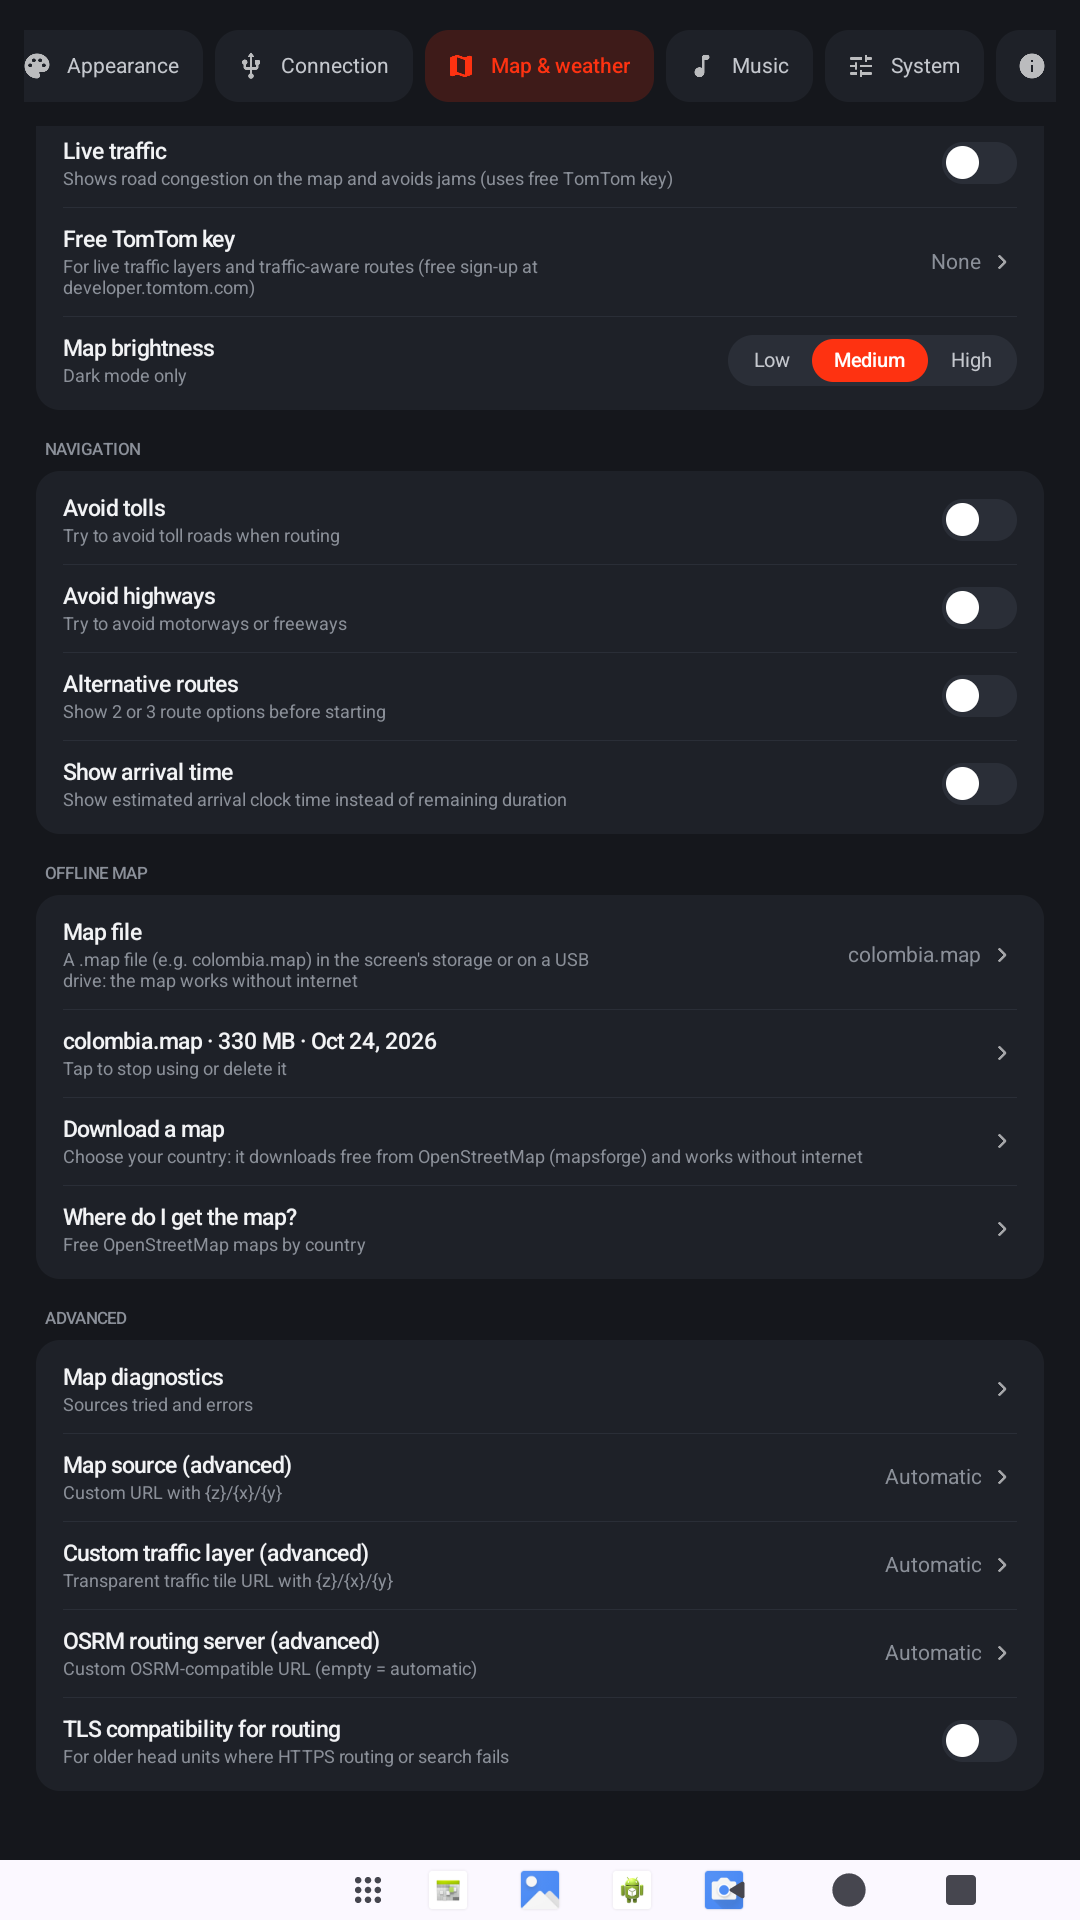 Appearance
Connection
Map & weather
Music
System
Live traffic
Shows road congestion on the map and avoids jams (uses free TomTom key)
Free TomTom key
For live traffic layers and traffic-aware routes (free sign-up at
developer.tomtom.com)
None
Map brightness
Dark mode only
Low
Medium
High
NAVIGATION
Avoid tolls
Try to avoid toll roads when routing
Avoid highways
Try to avoid motorways or freeways
Alternative routes
Show 2 or 3 route options before starting
Show arrival time
Show estimated arrival clock time instead of remaining duration
OFFLINE MAP
Map file
A .map file (e.g. colombia.map) in the screen's storage or on a USB
drive: the map works without internet
colombia.map
colombia.map · 330 MB · Oct 24, 2026
Tap to stop using or delete it
Download a map
Choose your country: it downloads free from OpenStreetMap (mapsforge) and works without internet
Where do I get the map?
Free OpenStreetMap maps by country
ADVANCED
Map diagnostics
Sources tried and errors
Map source (advanced)
Custom URL with {z}/{x}/{y}
Automatic
Custom traffic layer (advanced)
Transparent traffic tile URL with {z}/{x}/{y}
Automatic
OSRM routing server (advanced)
Custom OSRM-compatible URL (empty = automatic)
Automatic
TLS compatibility for routing
For older head units where HTTPS routing or search fails